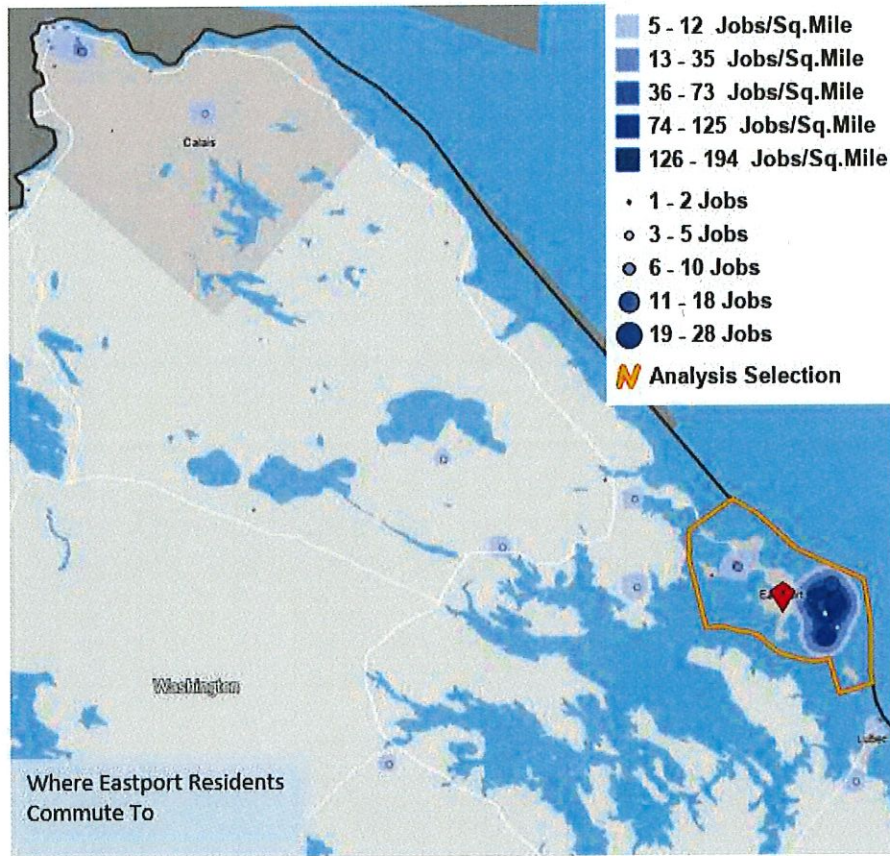 5 - 12 Jobs/Sq.Mile
13 - 35 Jobs/Sq.Mile
36 - 73 Jobs/Sq.Mile
74 - 125 Jobs/Sq.Mile
126 - 194 Jobs/Sq.Mile
1 - 2 Jobs
3 - 5 Jobs
6 - 10 Jobs
11 - 18 Jobs
19 - 28 Jobs
Analysis Selection
Calais
Eastport
Washington
Lubec
Where Eastport Residents
Commute To